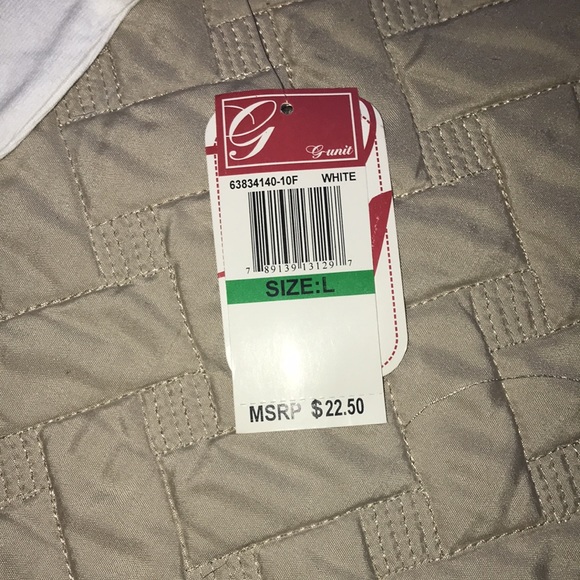 G
G-unit
63834140-10F WHITE
7 89139 13129 7
SIZE:L
MSRP $22.50